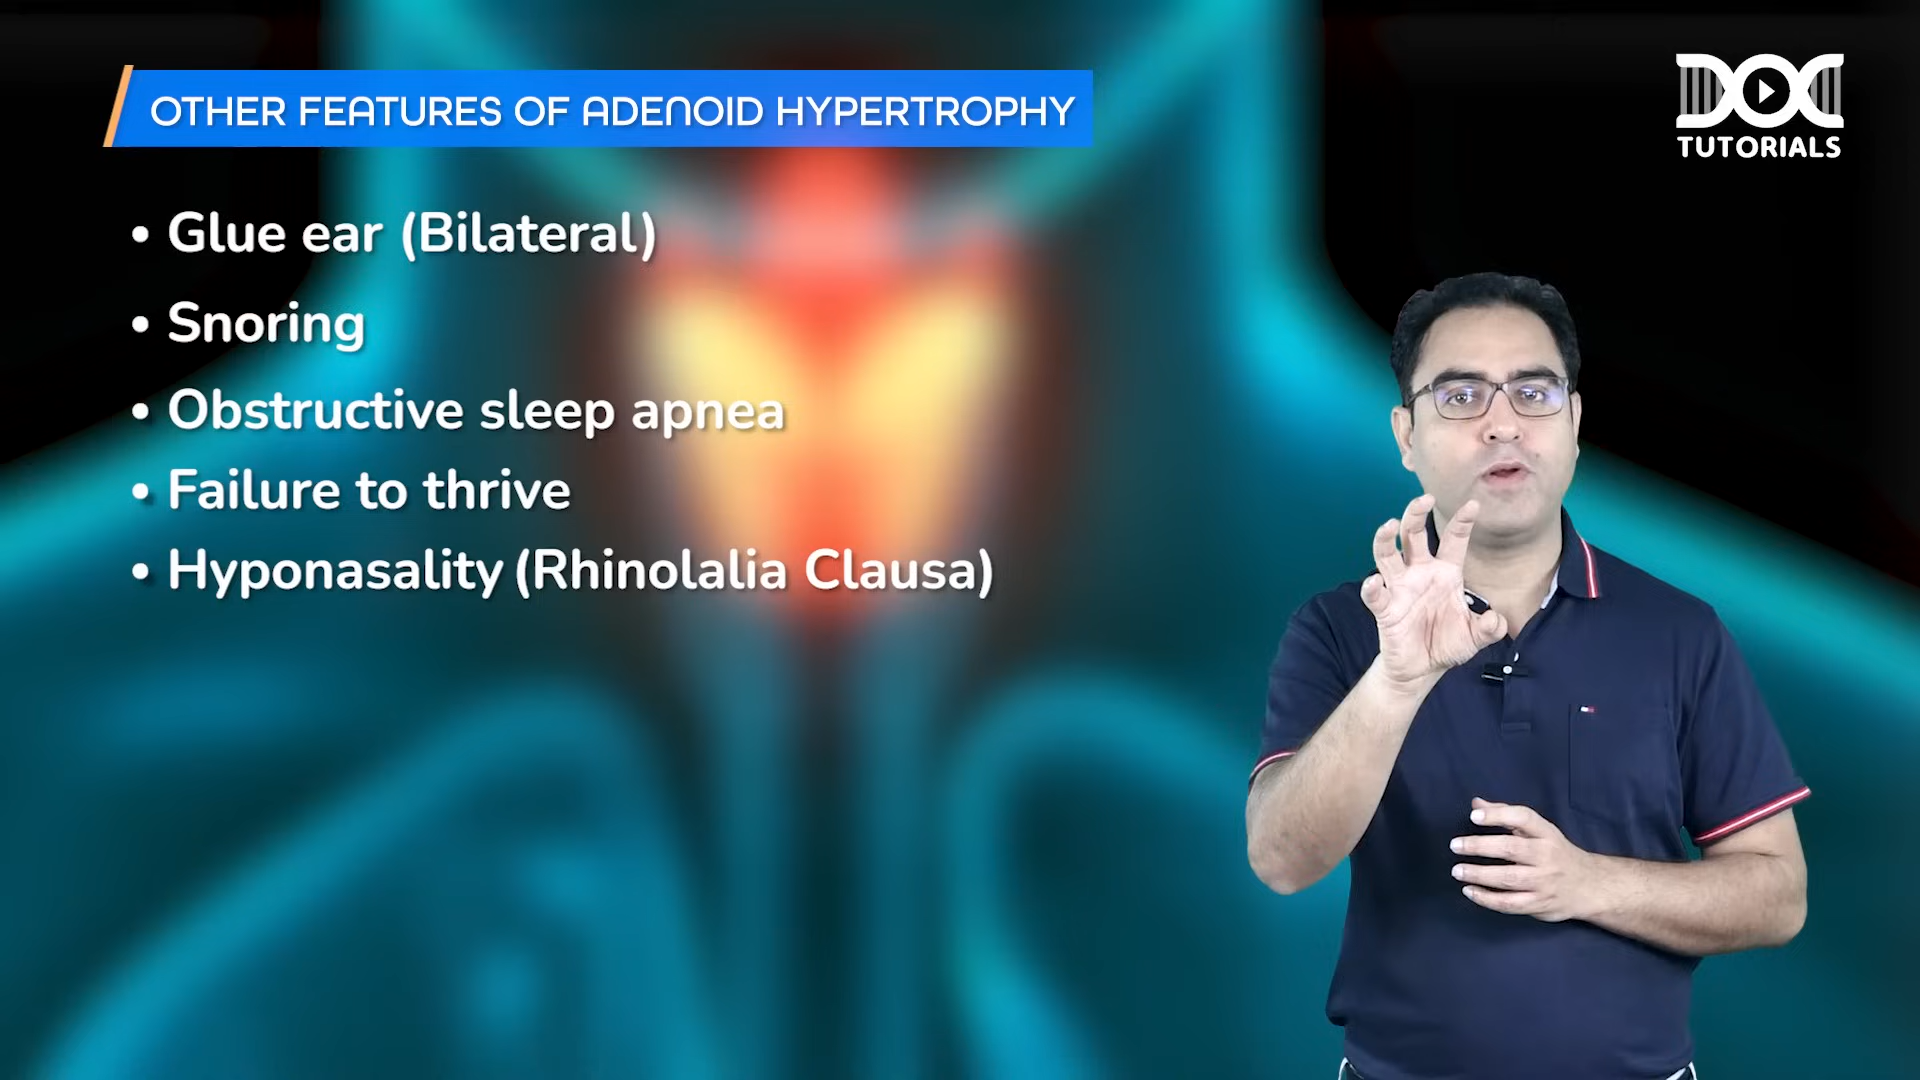 OTHER FEATURES OF ADENOID HYPERTROPHY
DOC
TUTORIALS
• Glue ear (Bilateral)
• Snoring
• Obstructive sleep apnea
• Failure to thrive
• Hyponasality (Rhinolalia Clausa)